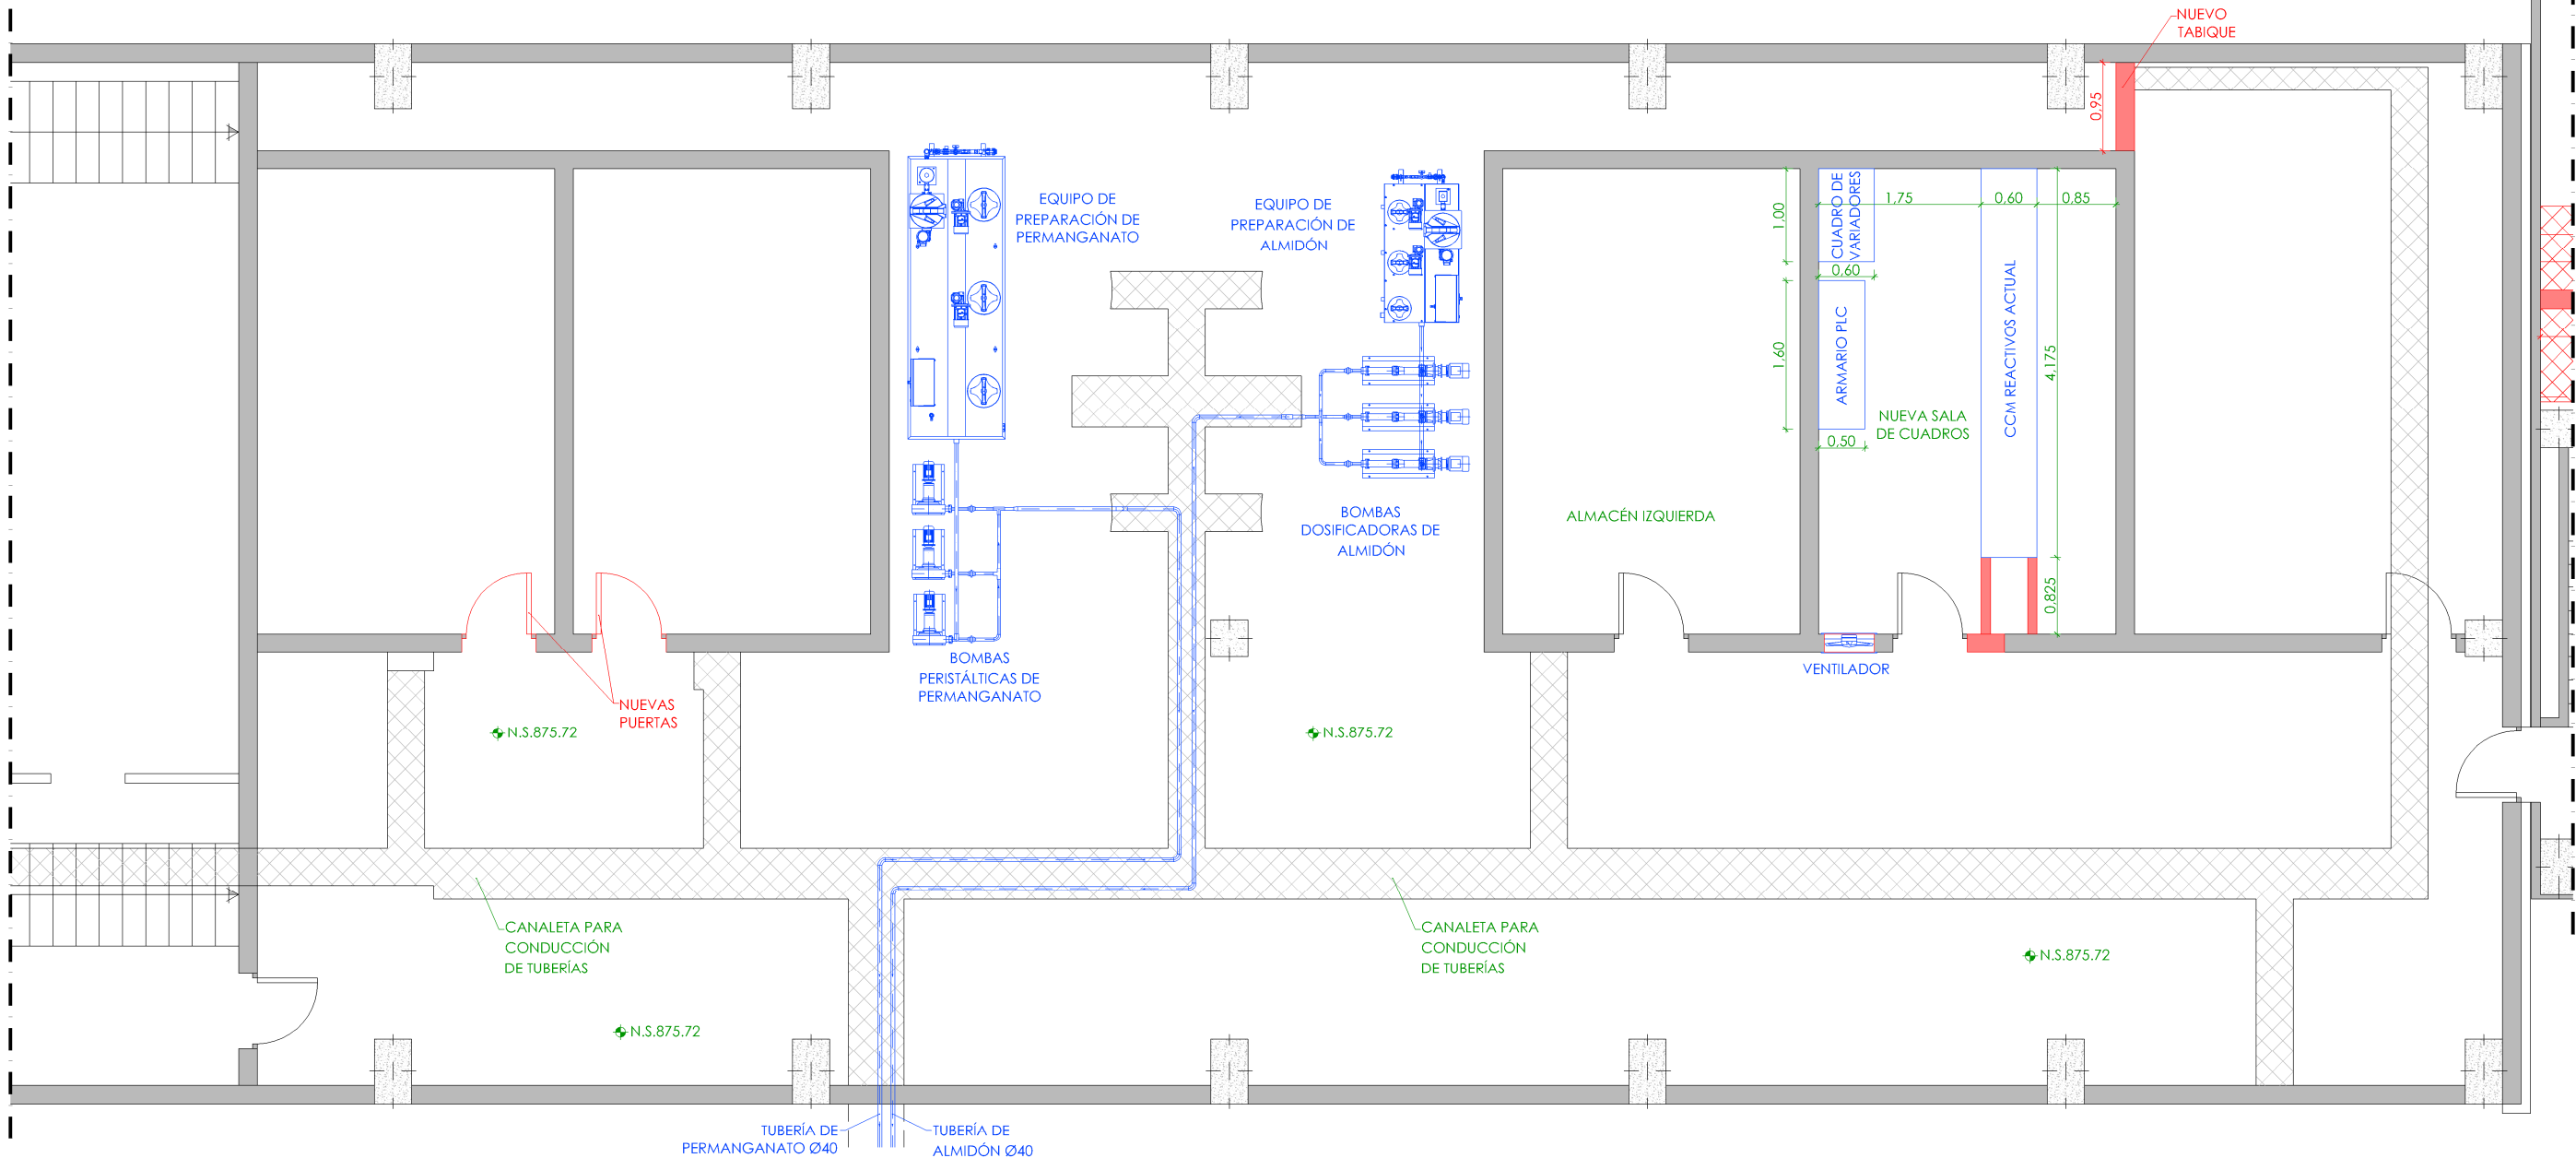 NUEVO
TABIQUE
0,95
EQUIPO DE
PREPARACIÓN DE
PERMANGANATO
EQUIPO DE
PREPARACIÓN DE
ALMIDÓN
1,00
CUADRO DE
VARIADORES
1,75
0,60
0,85
0,60
1,60
ARMARIO PLC
0,50
NUEVA SALA
DE CUADROS
CCM REACTIVOS ACTUAL
4,175
0,825
BOMBAS
DOSIFICADORAS DE
ALMIDÓN
ALMACÉN IZQUIERDA
BOMBAS
PERISTÁLTICAS DE
PERMANGANATO
VENTILADOR
NUEVAS
PUERTAS
N.S.875.72
N.S.875.72
CANALETA PARA
CONDUCCIÓN
DE TUBERÍAS
CANALETA PARA
CONDUCCIÓN
DE TUBERÍAS
N.S.875.72
N.S.875.72
TUBERÍA DE
PERMANGANATO Ø40
TUBERÍA DE
ALMIDÓN Ø40